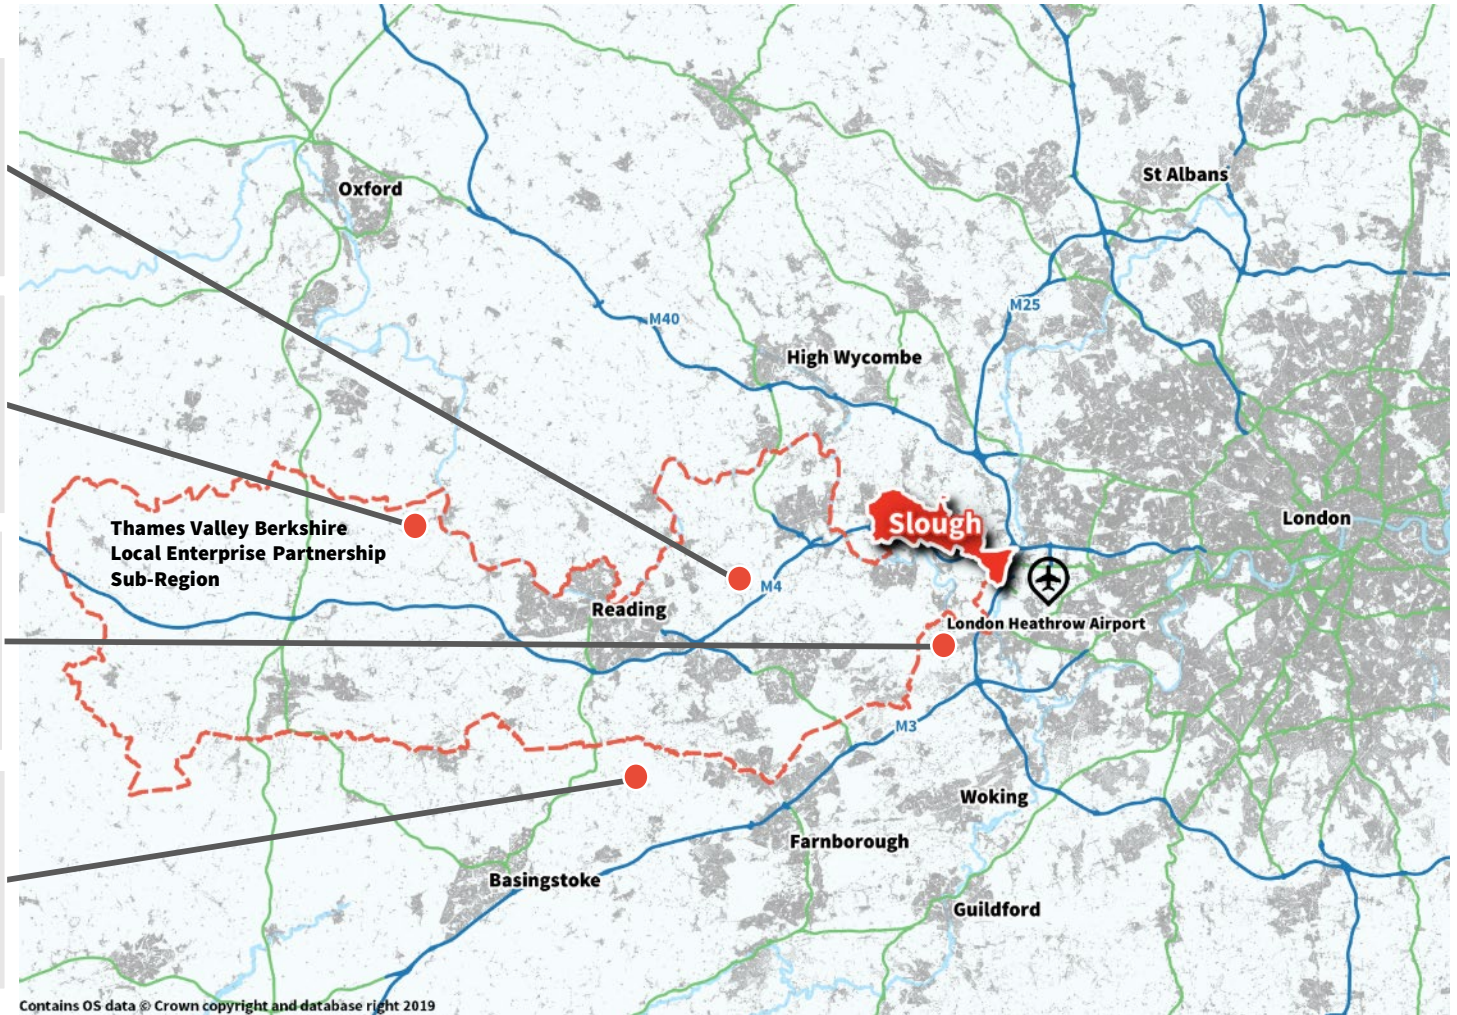 Oxford
St Albans
M25
M40
High Wycombe
Slough
London
Thames Valley Berkshire
Local Enterprise Partnership
Sub-Region
M4
Reading
London Heathrow Airport
M3
Woking
Farnborough
Basingstoke
Guildford
Contains OS data © Crown copyright and database right 2019